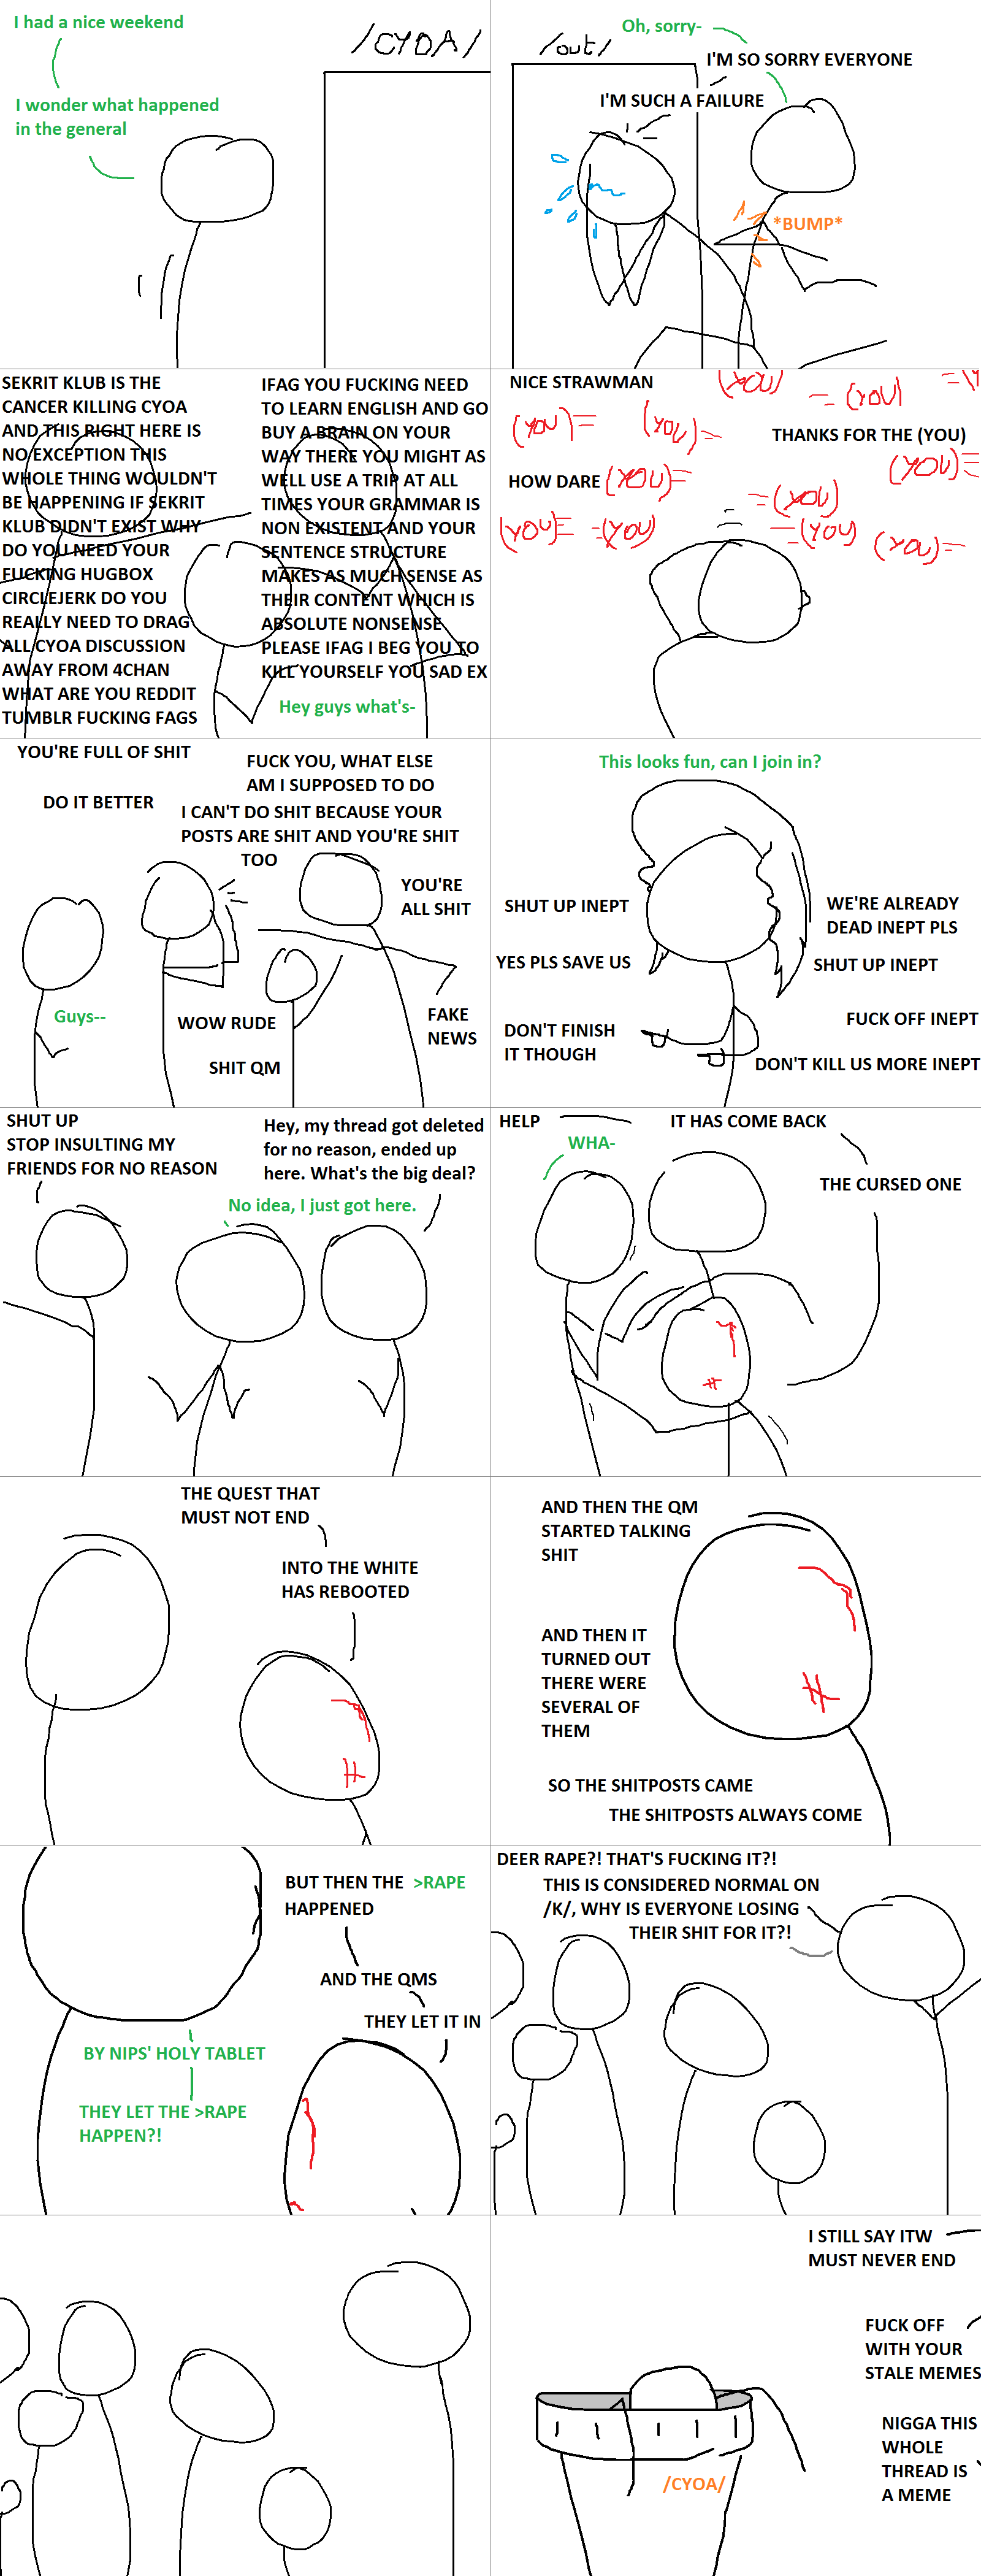 I had a nice weekend
I wonder what happened
in the general
/CYOA/
/out/
Oh, sorry-
I'M SO SORRY EVERYONE
I'M SUCH A FAILURE
*BUMP*
SEKRIT KLUB IS THE
CANCER KILLING CYOA
AND THIS RIGHT HERE IS
NO EXCEPTION THIS
WHOLE THING WOULDN'T
BE HAPPENING IF SEKRIT
KLUB DIDN'T EXIST WHY
DO YOU NEED YOUR
FUCKING HUGBOX
CIRCLEJERK DO YOU
REALLY NEED TO DRAG
ALL CYOA DISCUSSION
AWAY FROM 4CHAN
WHAT ARE YOU REDDIT
TUMBLR FUCKING FAGS
IFAG YOU FUCKING NEED
TO LEARN ENGLISH AND GO
BUY A BRAIN ON YOUR
WAY THERE YOU MIGHT AS
WELL USE A TRIP AT ALL
TIMES YOUR GRAMMAR IS
NON EXISTENT AND YOUR
SENTENCE STRUCTURE
MAKES AS MUCH SENSE AS
THEIR CONTENT WHICH IS
ABSOLUTE NONSENSE
PLEASE IFAG I BEG YOU TO
KILL YOURSELF YOU SAD EX
Hey guys what's-
NICE STRAWMAN
(YOU)
(YOU)
(YOU)
(YOU)
THANKS FOR THE (YOU)
(YOU)
HOW DARE (YOU)
(YOU)
(YOU)
(YOU)
(YOU)
(YOU)
YOU'RE FULL OF SHIT
DO IT BETTER
FUCK YOU, WHAT ELSE
AM I SUPPOSED TO DO
I CAN'T DO SHIT BECAUSE YOUR
POSTS ARE SHIT AND YOU'RE SHIT
TOO
YOU'RE
ALL SHIT
Guys--
WOW RUDE
SHIT QM
FAKE
NEWS
This looks fun, can I join in?
SHUT UP INEPT
WE'RE ALREADY
DEAD INEPT PLS
YES PLS SAVE US
SHUT UP INEPT
FUCK OFF INEPT
DON'T FINISH
IT THOUGH
DON'T KILL US MORE INEPT
SHUT UP
STOP INSULTING MY
FRIENDS FOR NO REASON
Hey, my thread got deleted
for no reason, ended up
here. What's the big deal?
No idea, I just got here.
HELP
WHA-
IT HAS COME BACK
THE CURSED ONE
THE QUEST THAT
MUST NOT END
INTO THE WHITE
HAS REBOOTED
AND THEN THE QM
STARTED TALKING
SHIT
AND THEN IT
TURNED OUT
THERE WERE
SEVERAL OF
THEM
SO THE SHITPOSTS CAME
THE SHITPOSTS ALWAYS COME
BUT THEN THE >RAPE
HAPPENED
AND THE QMS
THEY LET IT IN
BY NIPS' HOLY TABLET
THEY LET THE >RAPE
HAPPEN?!
DEER RAPE?! THAT'S FUCKING IT?!
THIS IS CONSIDERED NORMAL ON
/K/, WHY IS EVERYONE LOSING
THEIR SHIT FOR IT?!
I STILL SAY ITW
MUST NEVER END
FUCK OFF
WITH YOUR
STALE MEMES
NIGGA THIS
WHOLE
THREAD IS
A MEME
/CYOA/